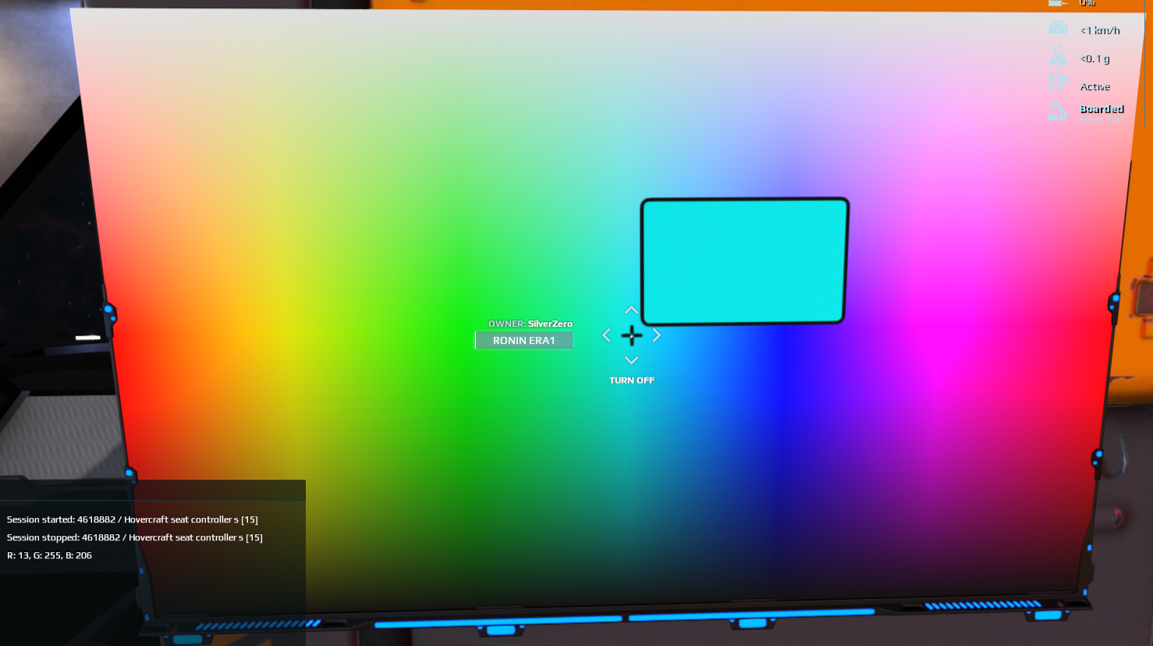 0%
<1 km/h
<0.1 g
Active
Boarded
OWNER: SilverZero
RONIN ERA1
TURN OFF
Session started: 4618882 / Hovercraft seat controller s [15]
Session stopped: 4618882 / Hovercraft seat controller s [15]
R: 13, G: 255, B: 206